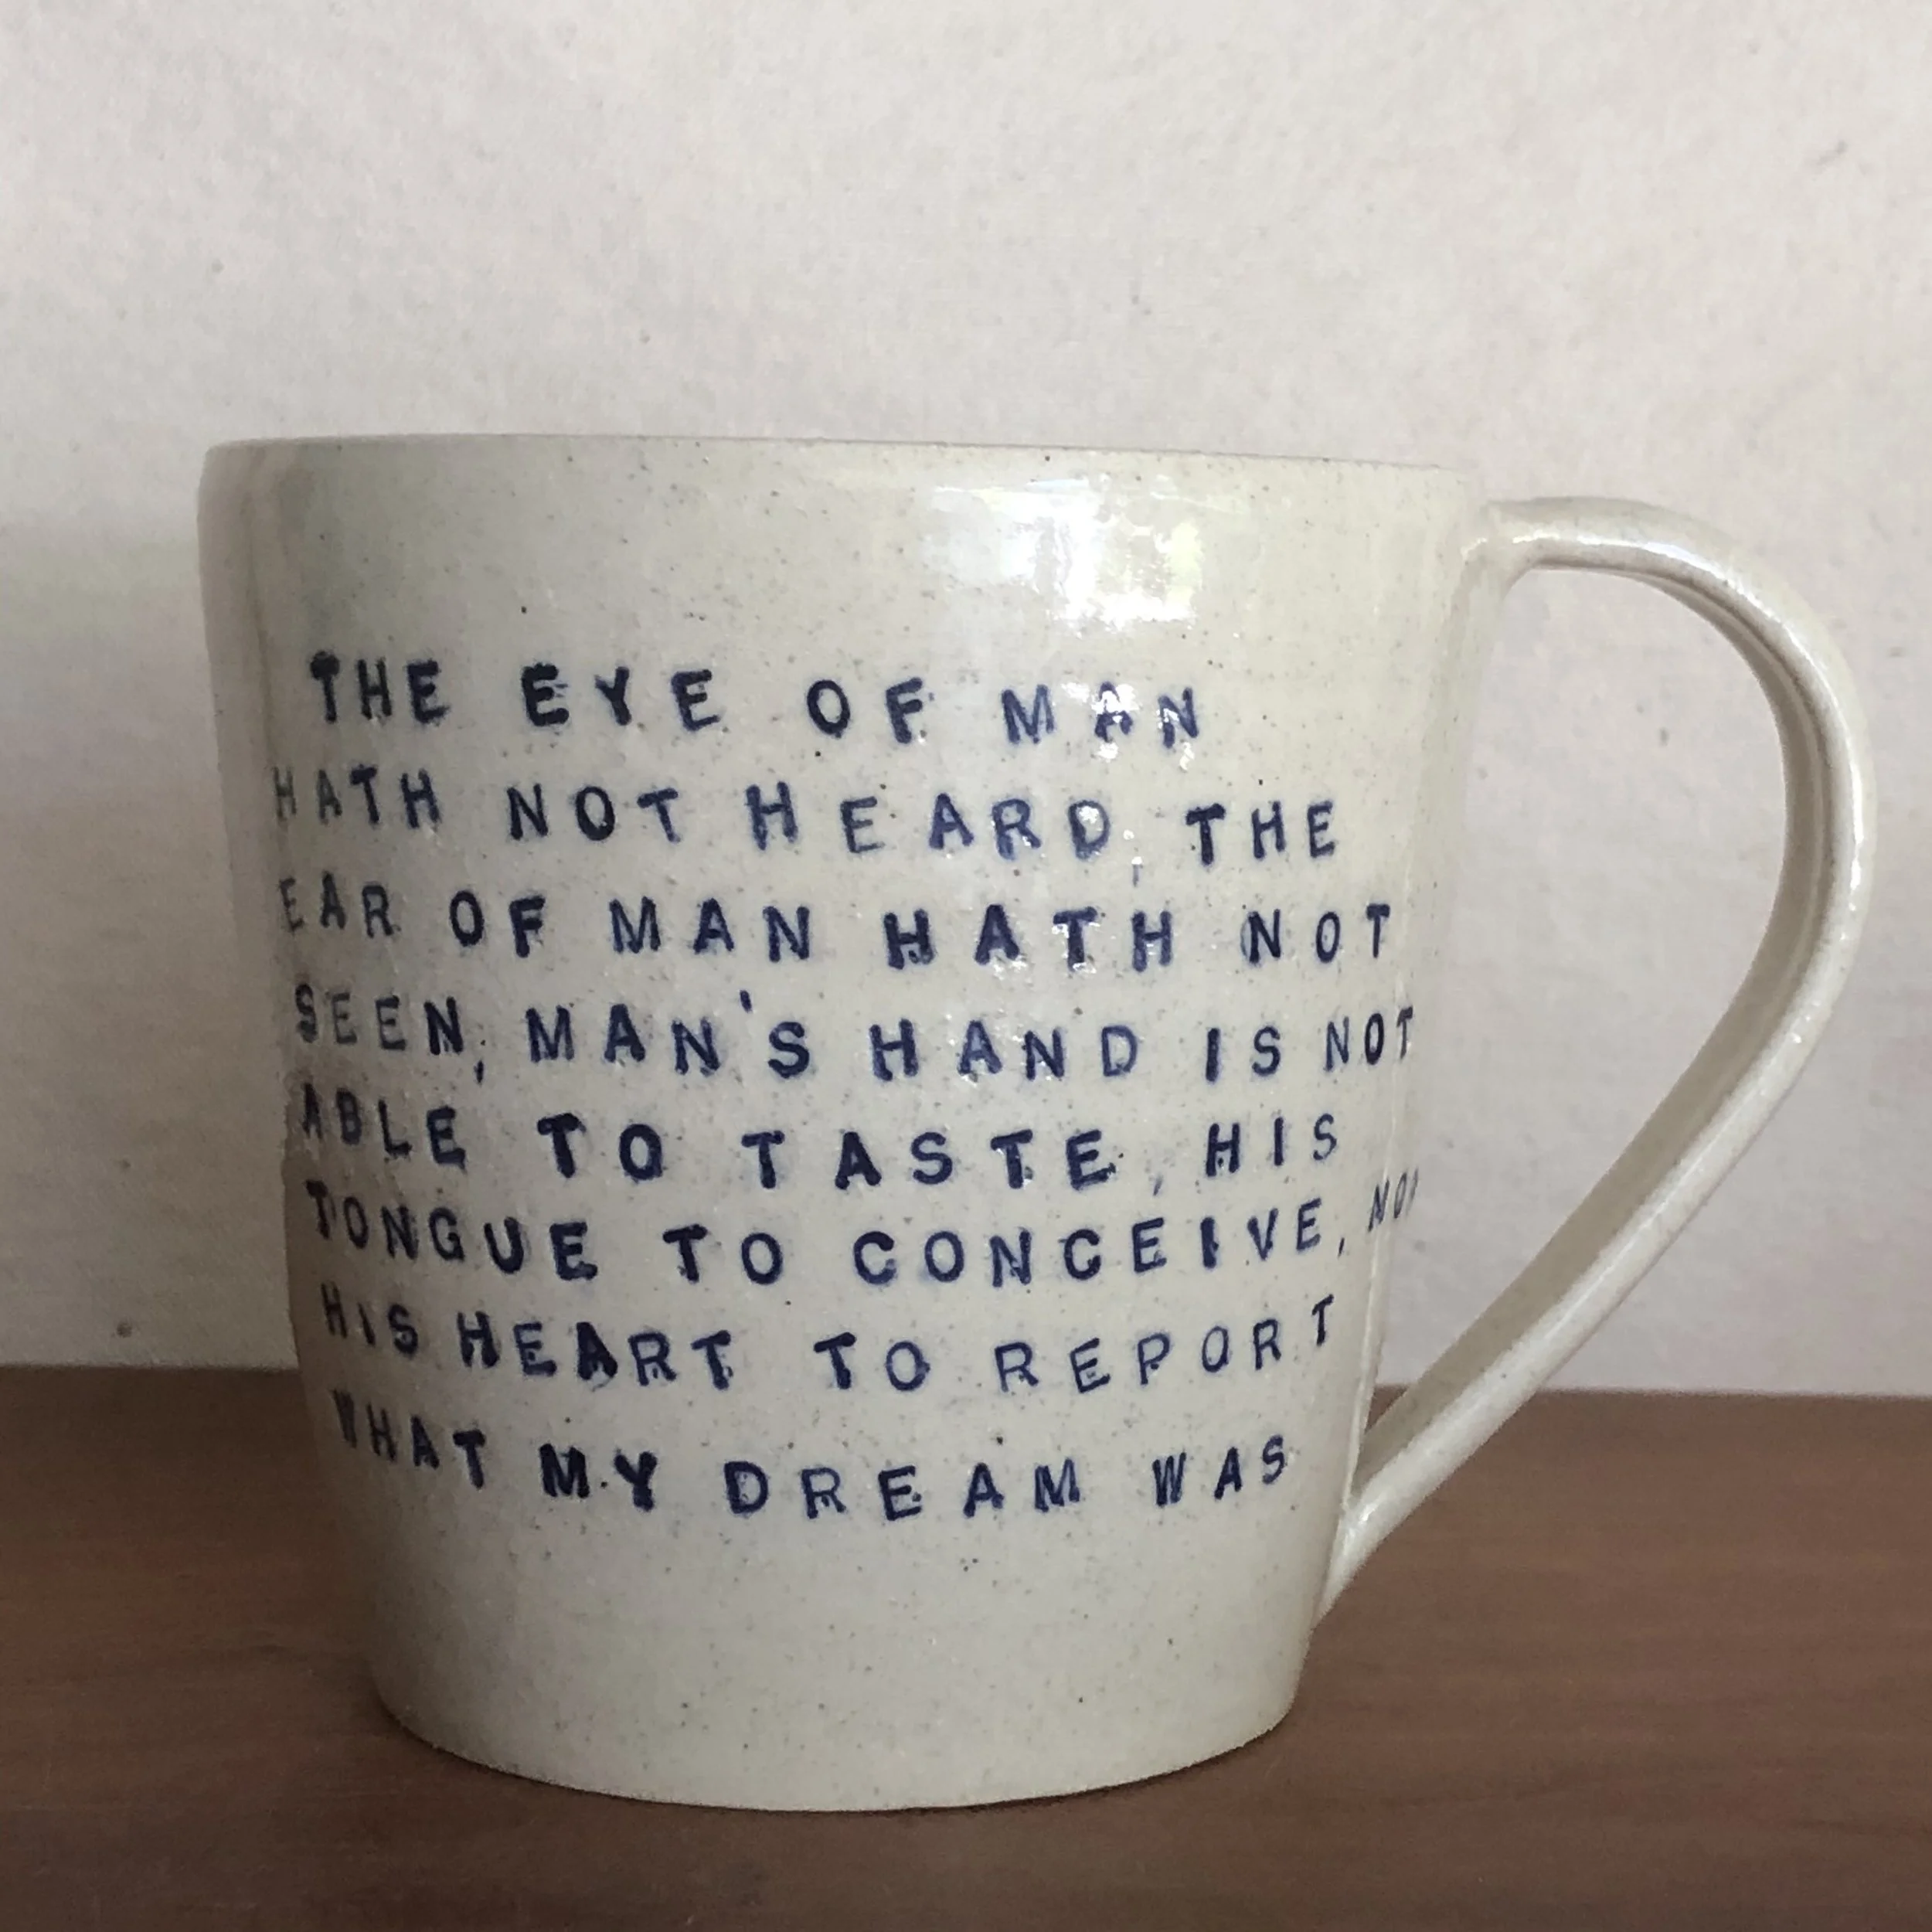 THE EYE OF MAN
HATH NOT HEARD, THE
EAR OF MAN HATH NOT
SEEN, MAN'S HAND IS NOT
ABLE TO TASTE, HIS
TONGUE TO CONCEIVE, NOR
HIS HEART TO REPORT
WHAT MY DREAM WAS